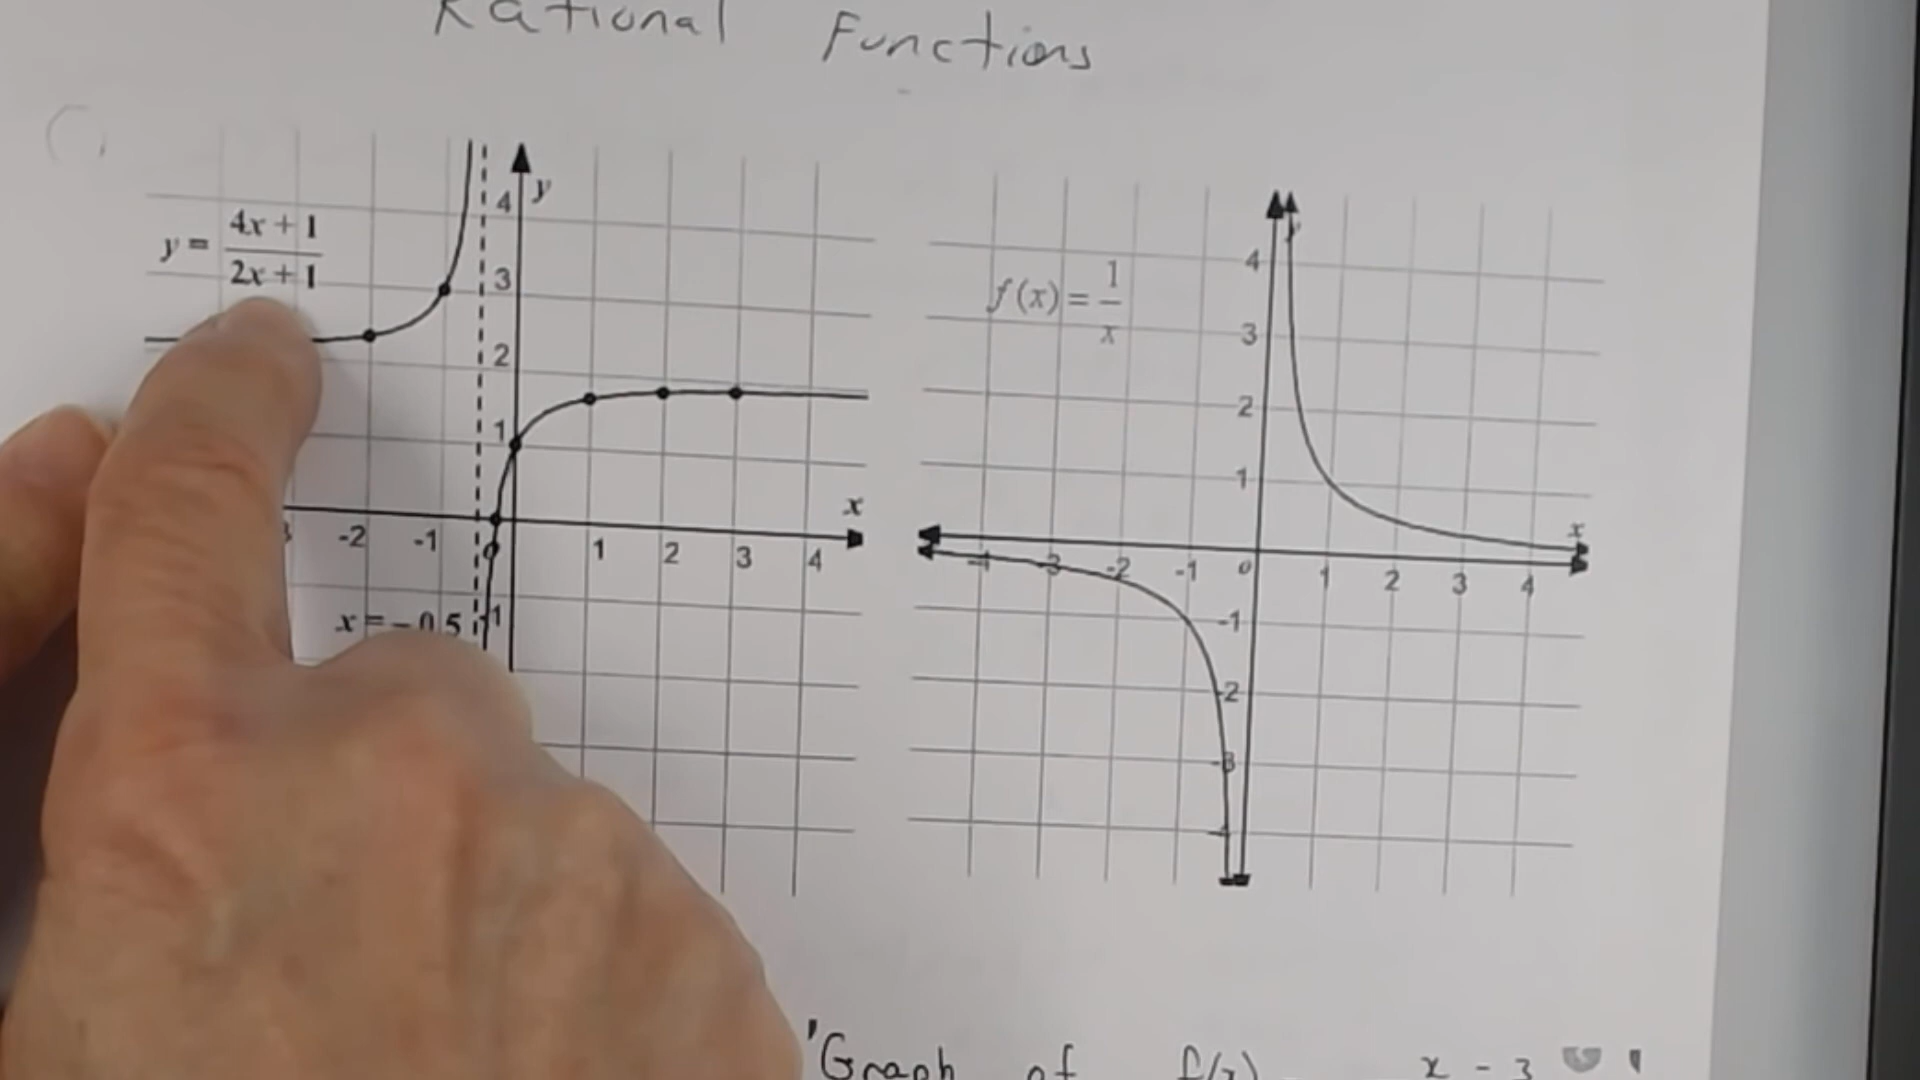 Rational Functions
y = 4x + 1 / 2x + 1
y
4
3
2
1
-2 -1 0 1 2 3 4
x
x = -0.5
-1
f(x) = 1 / x
y
4
3
2
1
x
-4 -3 -2 -1 0 1 2 3 4
-1
-2
-3
-4
Graph of f(x) x - 3